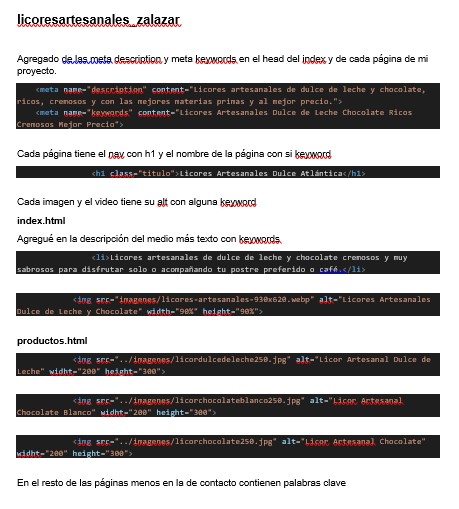 licoresartesanales_zalazar
Agregado de las meta description y meta keywords en el head del index y de cada página de mi
proyecto.
<meta name="description" content="Licores artesanales de dulce de leche y chocolate,
ricos, cremosos y con las mejores materias primas y al mejor precio.">
<meta name="keywords" content="Licores Artesanales Dulce de Leche Chocolate Ricos
Cremosos Mejor Precio">
Cada página tiene el nav con h1 y el nombre de la página con si keyword
<h1 class="titulo">Licores Artesanales Dulce Atlántica</h1>
Cada imagen y el video tiene su alt con alguna keyword
index.html
Agregué en la descripción del medio más texto con keywords.
<li>Licores artesanales de dulce de leche y chocolate cremosos y muy
sabrosos para disfrutar solo o acompañando tu postre preferido o café.</li>
<img src="imagenes/licores-artesanales-930x620.webp" alt="Licores Artesanales
Dulce de Leche y Chocolate" width="90%" height="90%">
productos.html
<img src="../imagenes/licordulcedeleche250.jpg" alt="Licor Artesanal Dulce de
Leche" widht="200" height="300">
<img src="../imagenes/licorchocolateblanco250.jpg" alt="Licor Artesanal
Chocolate Blanco" widht="200" height="300">
<img src="../imagenes/licorchocolate250.jpg" alt="Licor Artesanal Chocolate"
widht="200" height="300">
En el resto de las páginas menos en la de contacto contienen palabras clave